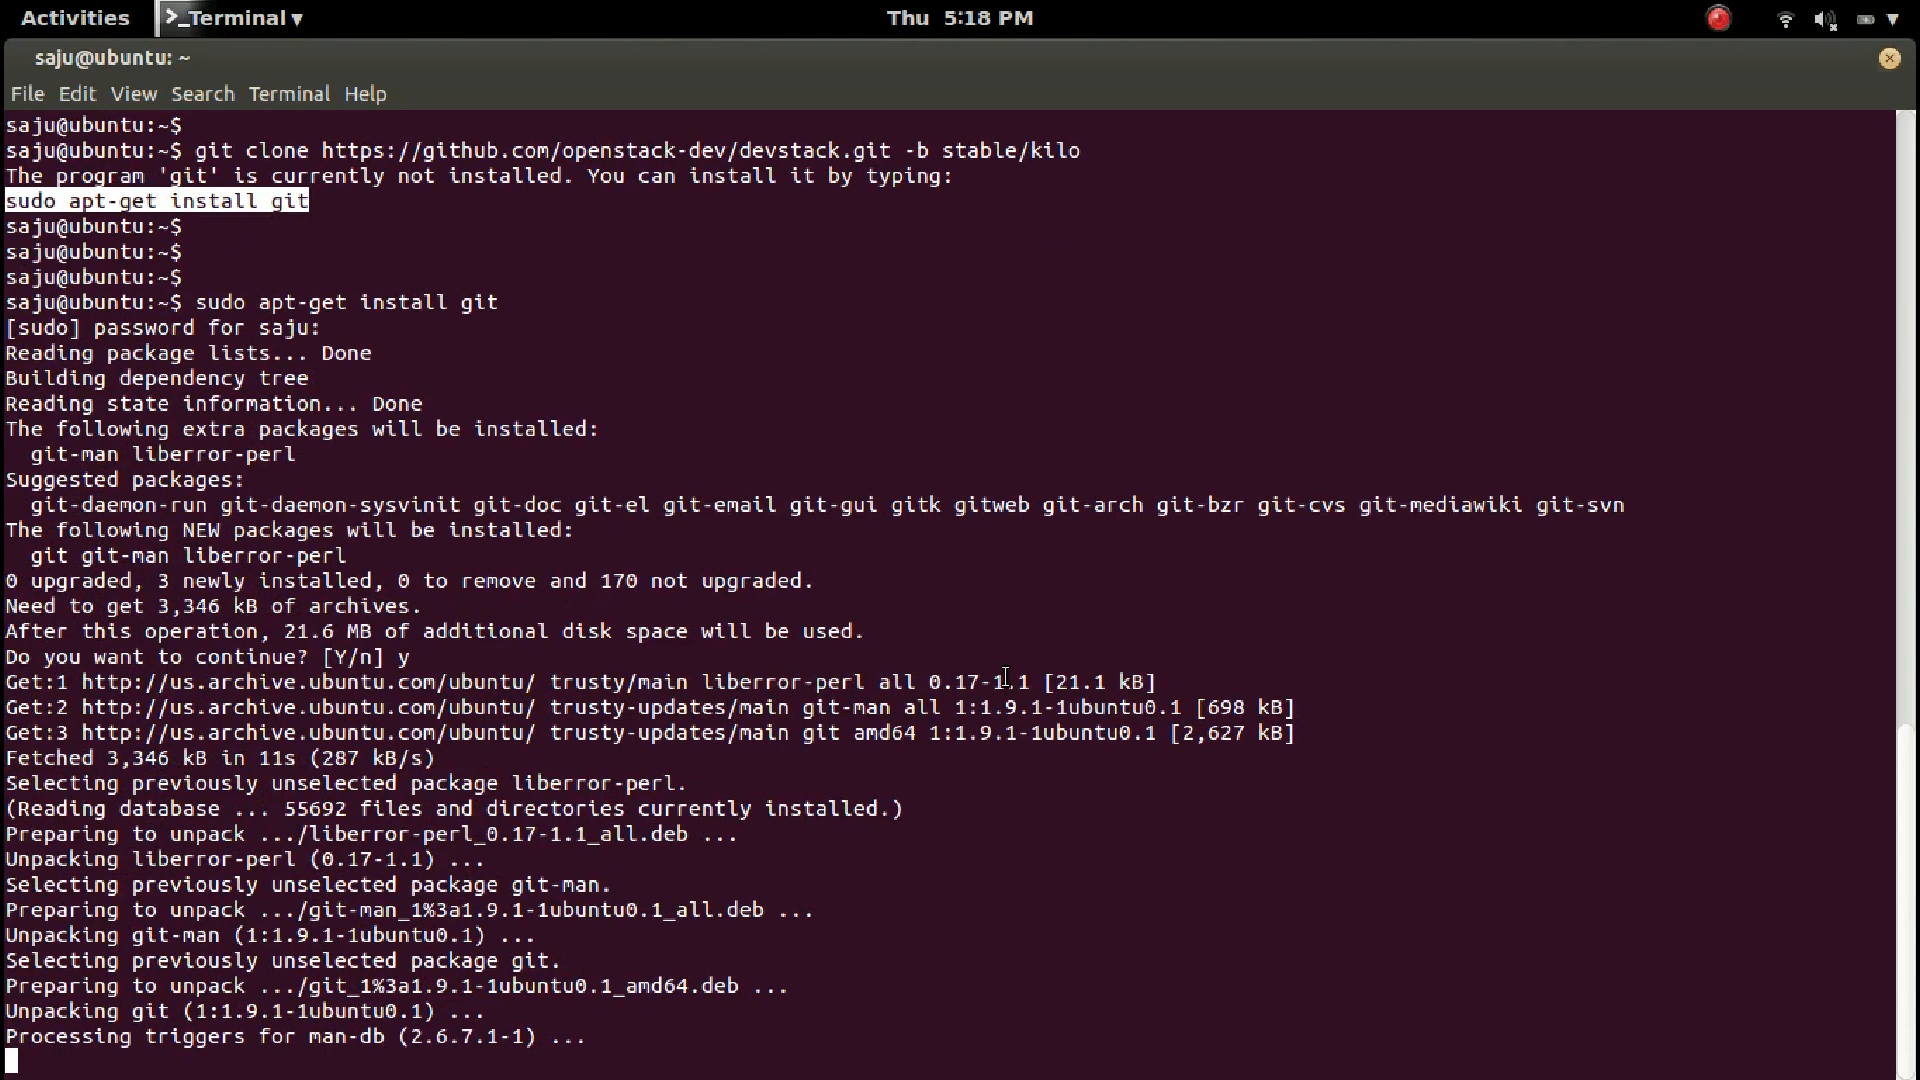 Activities >_Terminal ▾ Thu 5:18 PM
saju@ubuntu: ~
File Edit View Search Terminal Help
saju@ubuntu:~$
saju@ubuntu:~$ git clone https://github.com/openstack-dev/devstack.git -b stable/kilo
The program 'git' is currently not installed. You can install it by typing:
sudo apt-get install git
saju@ubuntu:~$
saju@ubuntu:~$
saju@ubuntu:~$
saju@ubuntu:~$ sudo apt-get install git
[sudo] password for saju:
Reading package lists... Done
Building dependency tree
Reading state information... Done
The following extra packages will be installed:
  git-man liberror-perl
Suggested packages:
  git-daemon-run git-daemon-sysvinit git-doc git-el git-email git-gui gitk gitweb git-arch git-bzr git-cvs git-mediawiki git-svn
The following NEW packages will be installed:
  git git-man liberror-perl
0 upgraded, 3 newly installed, 0 to remove and 170 not upgraded.
Need to get 3,346 kB of archives.
After this operation, 21.6 MB of additional disk space will be used.
Do you want to continue? [Y/n] y
Get:1 http://us.archive.ubuntu.com/ubuntu/ trusty/main liberror-perl all 0.17-1.1 [21.1 kB]
Get:2 http://us.archive.ubuntu.com/ubuntu/ trusty-updates/main git-man all 1:1.9.1-1ubuntu0.1 [698 kB]
Get:3 http://us.archive.ubuntu.com/ubuntu/ trusty-updates/main git amd64 1:1.9.1-1ubuntu0.1 [2,627 kB]
Fetched 3,346 kB in 11s (287 kB/s)
Selecting previously unselected package liberror-perl.
(Reading database ... 55692 files and directories currently installed.)
Preparing to unpack .../liberror-perl_0.17-1.1_all.deb ...
Unpacking liberror-perl (0.17-1.1) ...
Selecting previously unselected package git-man.
Preparing to unpack .../git-man_1%3a1.9.1-1ubuntu0.1_all.deb ...
Unpacking git-man (1:1.9.1-1ubuntu0.1) ...
Selecting previously unselected package git.
Preparing to unpack .../git_1%3a1.9.1-1ubuntu0.1_amd64.deb ...
Unpacking git (1:1.9.1-1ubuntu0.1) ...
Processing triggers for man-db (2.6.7.1-1) ...